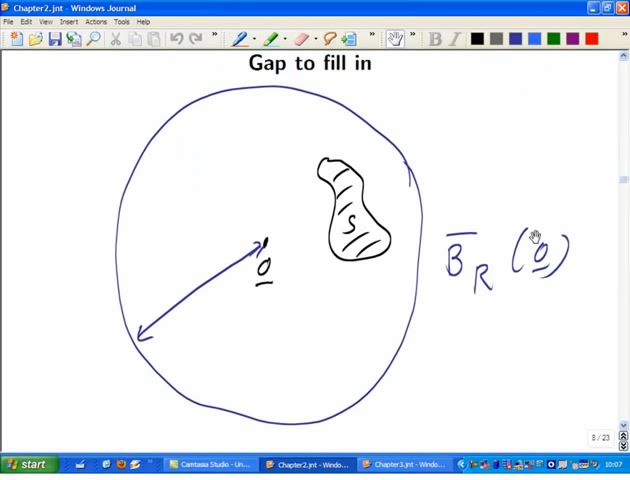 Chapter2.jnt - Windows Journal
File Edit View Insert Actions Tools Help
B I
Gap to fill in
S
0
B̅_R (0)
8 / 23
start
Camtasia Studio - Un...
Chapter2.jnt - Windo...
Chapter3.jnt - Windo...
10:07